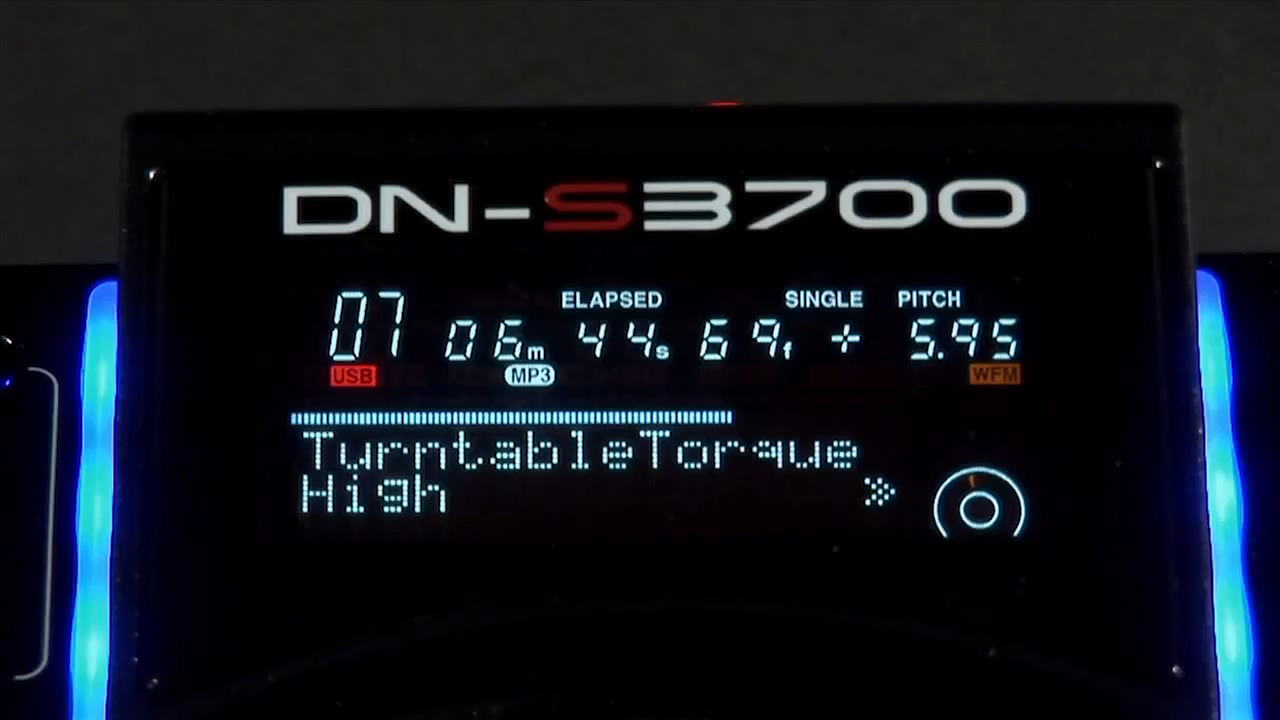 DN-S3700
ELAPSED SINGLE PITCH
07 06m 44s 69f + 5.95
USB MP3 WFM
TurntableTorque
High »